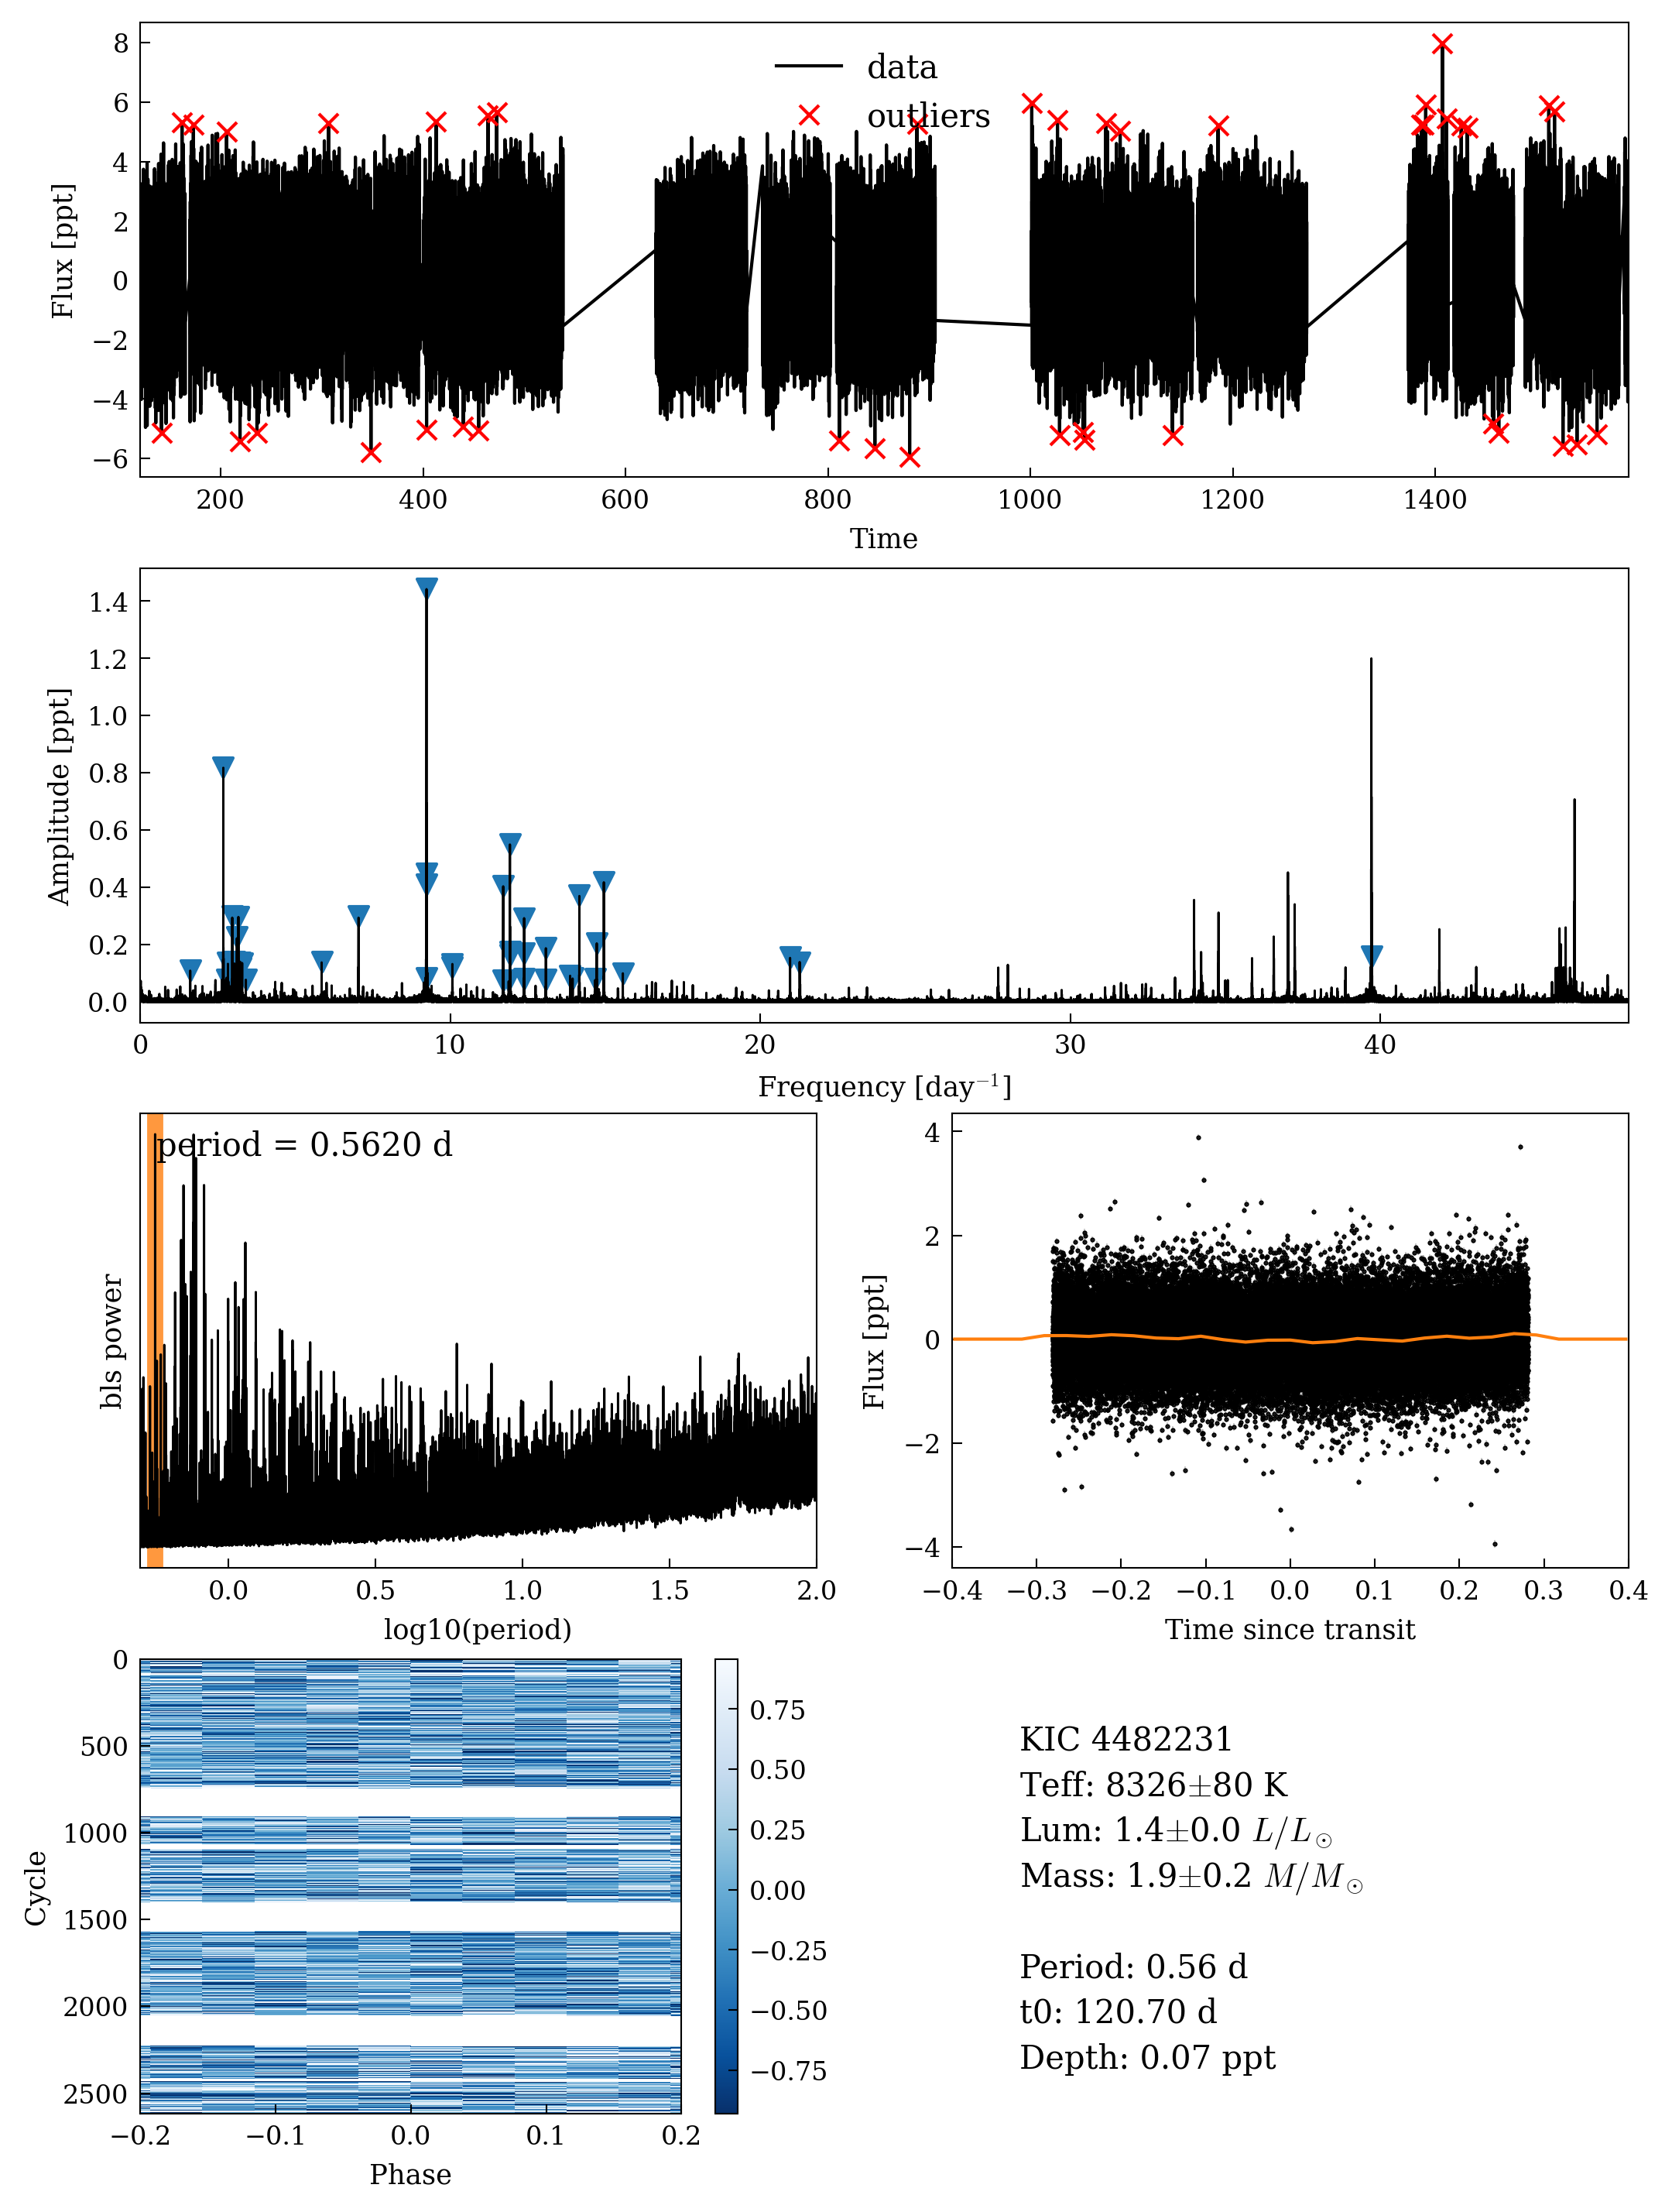 8
6
4
2
0
−2
−4
−6
Flux [ppt]
data
outliers
200 400 600 800 1000 1200 1400
Time
1.4
1.2
1.0
0.8
0.6
0.4
0.2
0.0
Amplitude [ppt]
0 10 20 30 40
Frequency [day⁻¹]
period = 0.5620 d
bls power
0.0 0.5 1.0 1.5 2.0
log10(period)
4
2
0
−2
−4
Flux [ppt]
−0.4 −0.3 −0.2 −0.1 0.0 0.1 0.2 0.3 0.4
Time since transit
0
500
1000
1500
2000
2500
Cycle
−0.2 −0.1 0.0 0.1 0.2
Phase
0.75
0.50
0.25
0.00
−0.25
−0.50
−0.75
KIC 4482231
Teff: 8326±80 K
Lum: 1.4±0.0 L/L⊙
Mass: 1.9±0.2 M/M⊙
Period: 0.56 d
t0: 120.70 d
Depth: 0.07 ppt